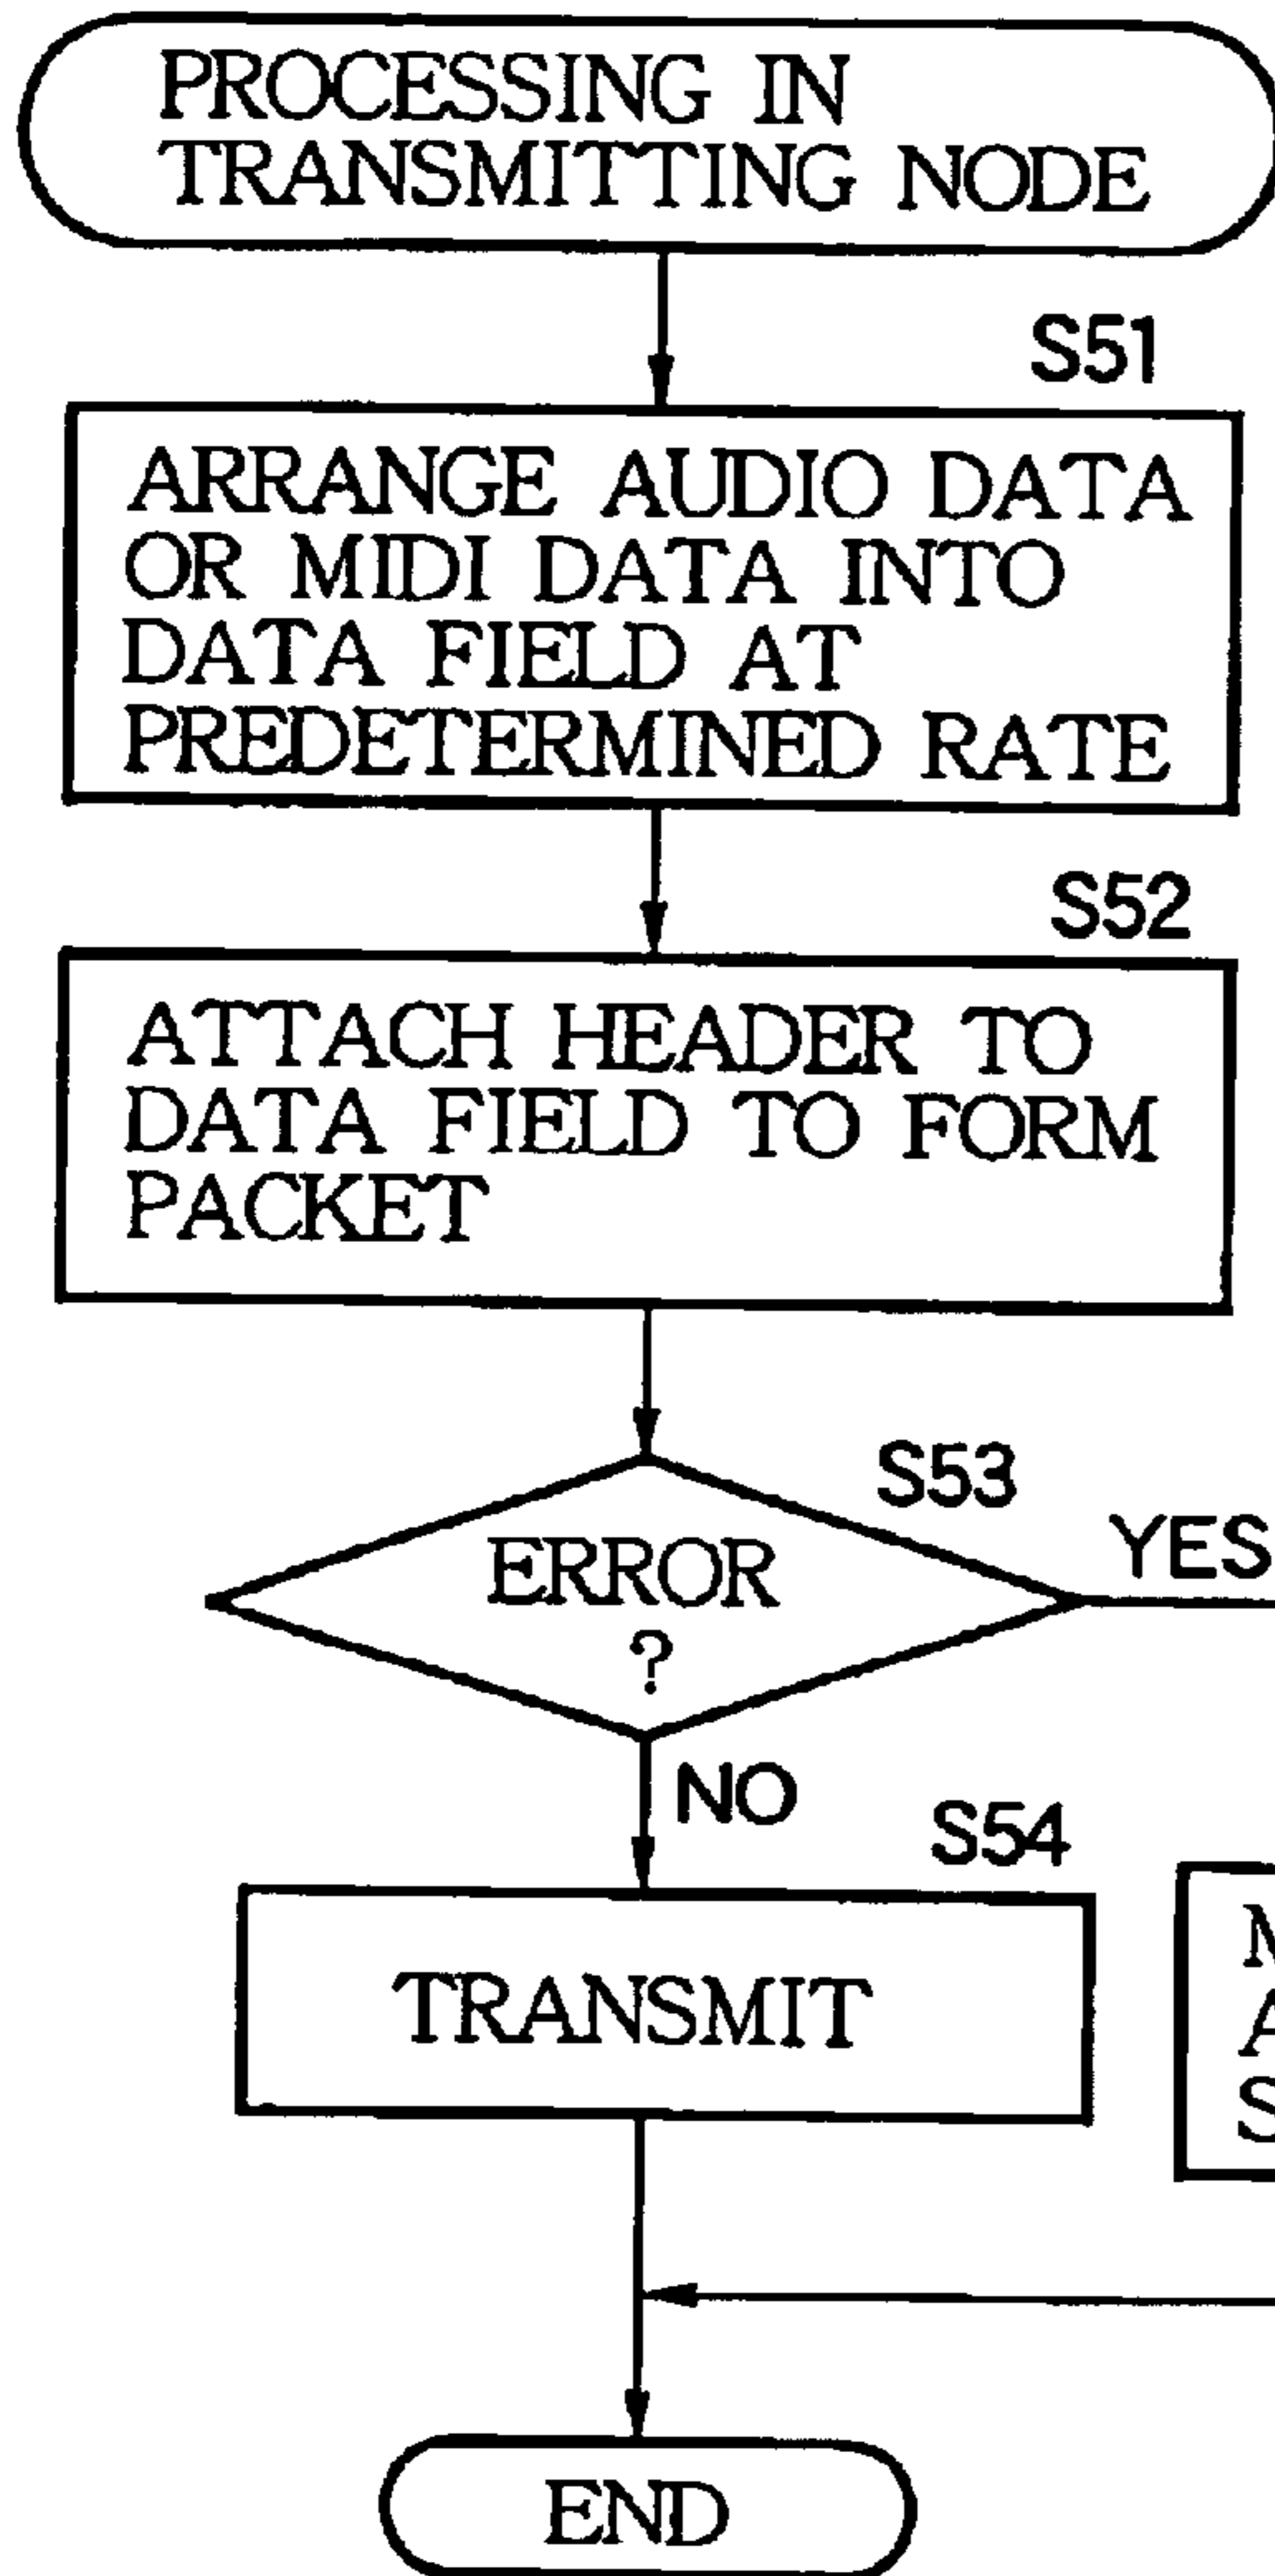 PROCESSING IN
TRANSMITTING NODE
S51
ARRANGE AUDIO DATA
OR MIDI DATA INTO
DATA FIELD AT
PREDETERMINED RATE
S52
ATTACH HEADER TO
DATA FIELD TO FORM
PACKET
S53
ERROR
?
YES
NO
S54
TRANSMIT
END